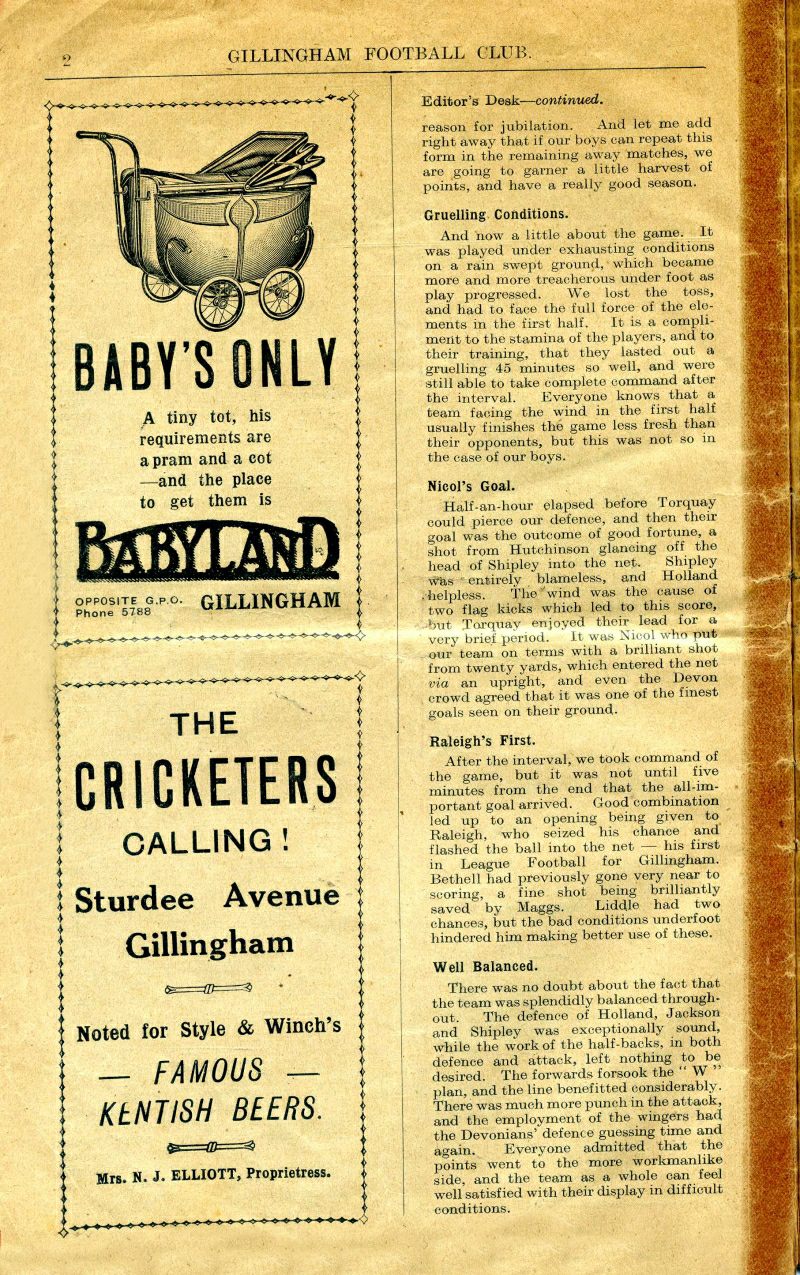 2
GILLINGHAM FOOTBALL CLUB.
BABY'S ONLY
A tiny tot, his
requirements are
a pram and a cot
—and the place
to get them is
BABYLAND
OPPOSITE G.P.O.
Phone 5788
GILLINGHAM
THE
CRICKETERS
CALLING!
Sturdee Avenue
Gillingham
Noted for Style & Winch's
— FAMOUS —
KENTISH BEERS.
Mrs. N. J. ELLIOTT, Proprietress.
Editor's Desk—continued.
reason for jubilation. And let me add
right away that if our boys can repeat this
form in the remaining away matches, we
are going to garner a little harvest of
points, and have a really good season.
Gruelling Conditions.
And now a little about the game. It
was played under exhausting conditions
on a rain swept ground, which became
more and more treacherous under foot as
play progressed. We lost the toss,
and had to face the full force of the ele-
ments in the first half. It is a compli-
ment to the stamina of the players, and to
their training, that they lasted out a
gruelling 45 minutes so well, and were
still able to take complete command after
the interval. Everyone knows that a
team facing the wind in the first half
usually finishes the game less fresh than
their opponents, but this was not so in
the case of our boys.
Nicol's Goal.
Half-an-hour elapsed before Torquay
could pierce our defence, and then their
goal was the outcome of good fortune, a
shot from Hutchinson glancing off the
head of Shipley into the net. Shipley
was entirely blameless, and Holland
helpless. The wind was the cause of
two flag kicks which led to this score,
but Torquay enjoyed their lead for a
very brief period. It was Nicol who put
our team on terms with a brilliant shot
from twenty yards, which entered the net
via an upright, and even the Devon
crowd agreed that it was one of the finest
goals seen on their ground.
Raleigh's First.
After the interval, we took command of
the game, but it was not until five
minutes from the end that the all-im-
portant goal arrived. Good combination
led up to an opening being given to
Raleigh, who seized his chance and
flashed the ball into the net — his first
in League Football for Gillingham.
Bethell had previously gone very near to
scoring, a fine shot being brilliantly
saved by Maggs. Liddle had two
chances, but the bad conditions underfoot
hindered him making better use of these.
Well Balanced.
There was no doubt about the fact that
the team was splendidly balanced through-
out. The defence of Holland, Jackson
and Shipley was exceptionally sound,
while the work of the half-backs, in both
defence and attack, left nothing to be
desired. The forwards forsook the " W "
plan, and the line benefitted considerably.
There was much more punch in the attack,
and the employment of the wingers had
the Devonians' defence guessing time and
again. Everyone admitted that the
points went to the more workmanlike
side, and the team as a whole can feel
well satisfied with their display in difficult
conditions.